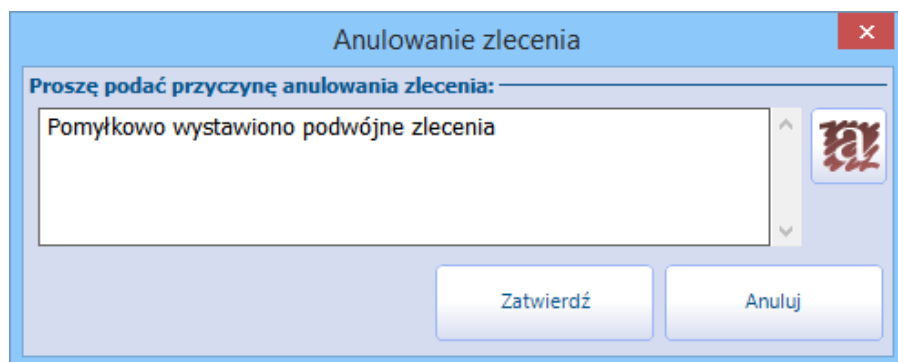 Anulowanie zlecenia
Proszę podać przyczynę anulowania zlecenia:
Pomyłkowo wystawiono podwójne zlecenia
a
Zatwierdź
Anuluj